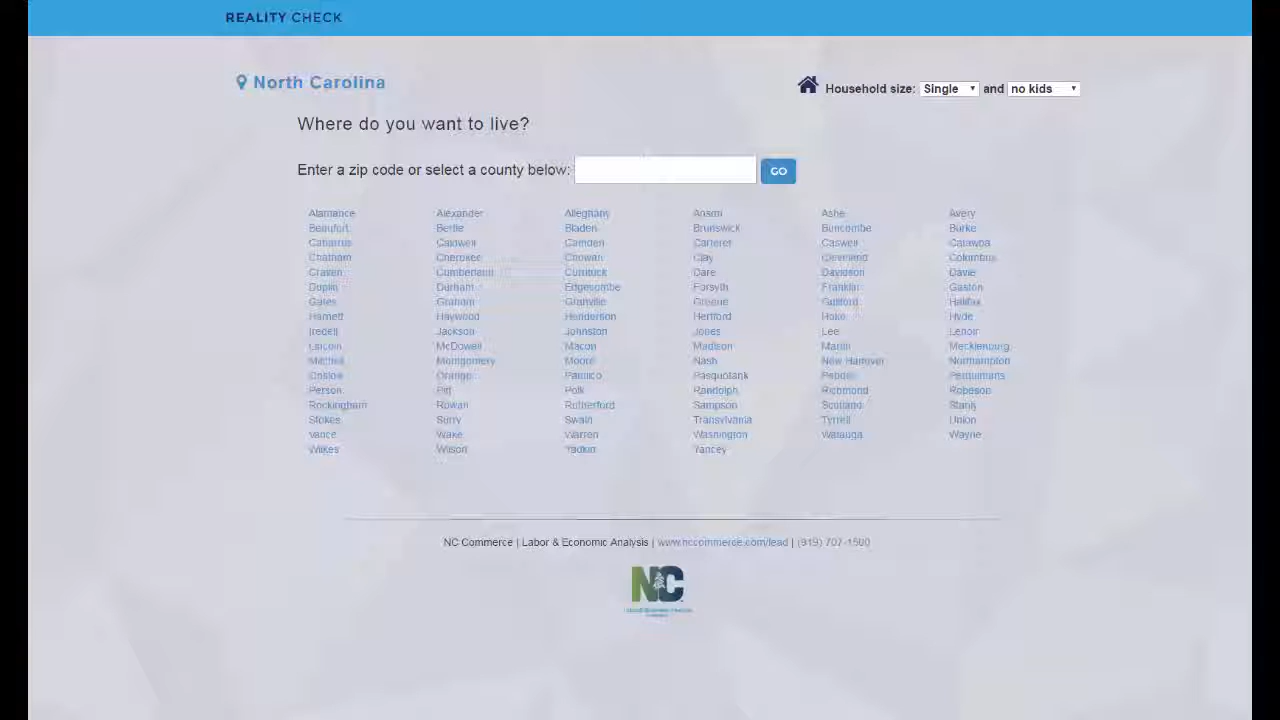 REALITY CHECK
North Carolina
Household size: Single and no kids
Where do you want to live?
Enter a zip code or select a county below: GO
Alamance Alexander Alleghany Anson Ashe Avery
Beaufort Bertie Bladen Brunswick Buncombe Burke
Cabarrus Caldwell Camden Carteret Caswell Catawba
Chatham Cherokee Chowan Clay Cleveland Columbus
Craven Cumberland Currituck Dare Davidson Davie
Duplin Durham Edgecombe Forsyth Franklin Gaston
Gates Graham Granville Greene Guilford Halifax
Harnett Haywood Henderson Hertford Hoke Hyde
Iredell Jackson Johnston Jones Lee Lenoir
Lincoln McDowell Macon Madison Martin Mecklenburg
Mitchell Montgomery Moore Nash New Hanover Northampton
Onslow Orange Pamlico Pasquotank Pender Perquimans
Person Pitt Polk Randolph Richmond Robeson
Rockingham Rowan Rutherford Sampson Scotland Stanly
Stokes Surry Swain Transylvania Tyrrell Union
Vance Wake Warren Washington Watauga Wayne
Wilkes Wilson Yadkin Yancey
NC Commerce | Labor & Economic Analysis | www.nccommerce.com/lead | (919) 707-1500
NC